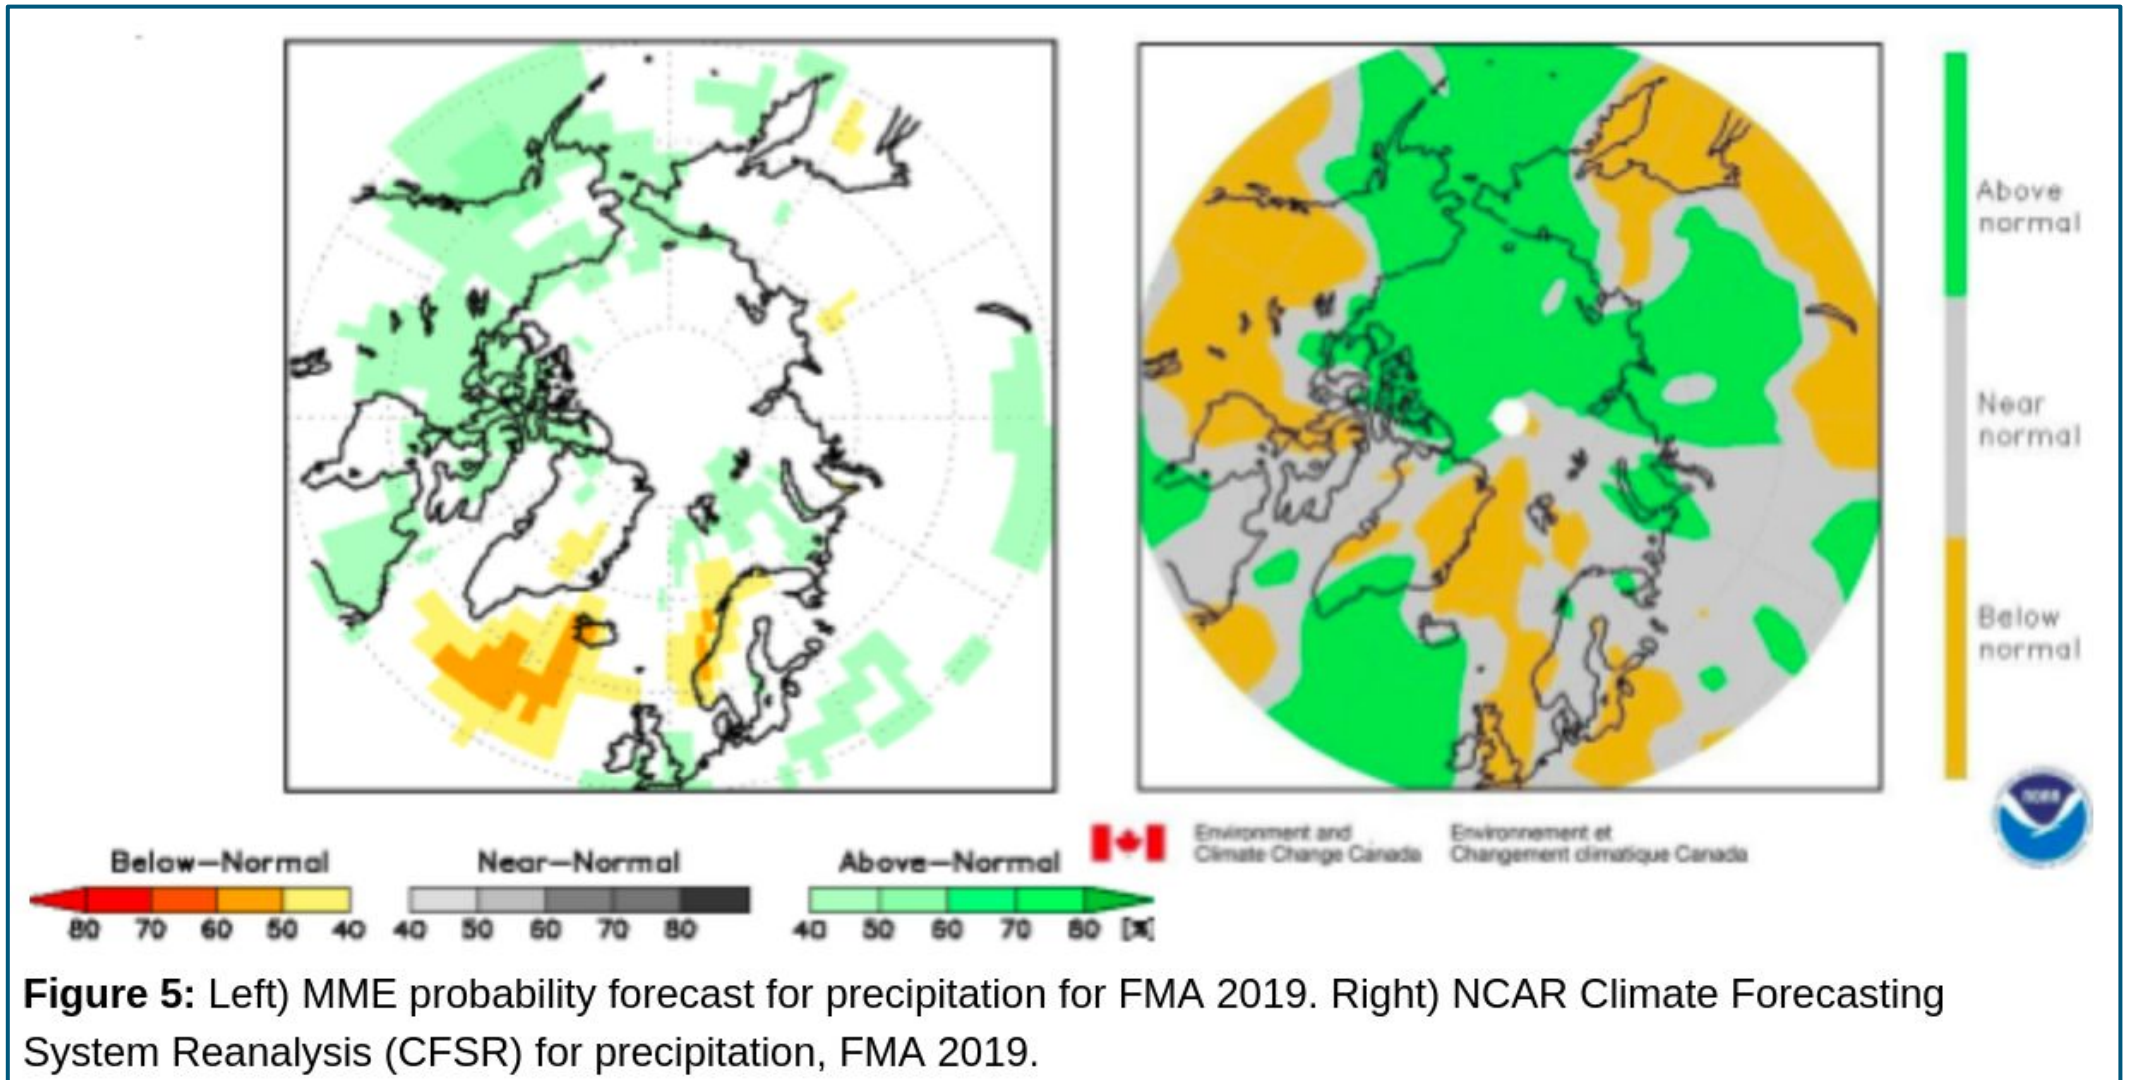 Above
normal
Near
normal
Below
normal
Below-Normal
Near-Normal
Above-Normal
80 70 60 50 40
40 50 60 70 80
40 50 60 70 80 [%]
Environment and
Climate Change Canada
Environnement et
Changement climatique Canada
NOAA
Figure 5: Left) MME probability forecast for precipitation for FMA 2019. Right) NCAR Climate Forecasting
System Reanalysis (CFSR) for precipitation, FMA 2019.